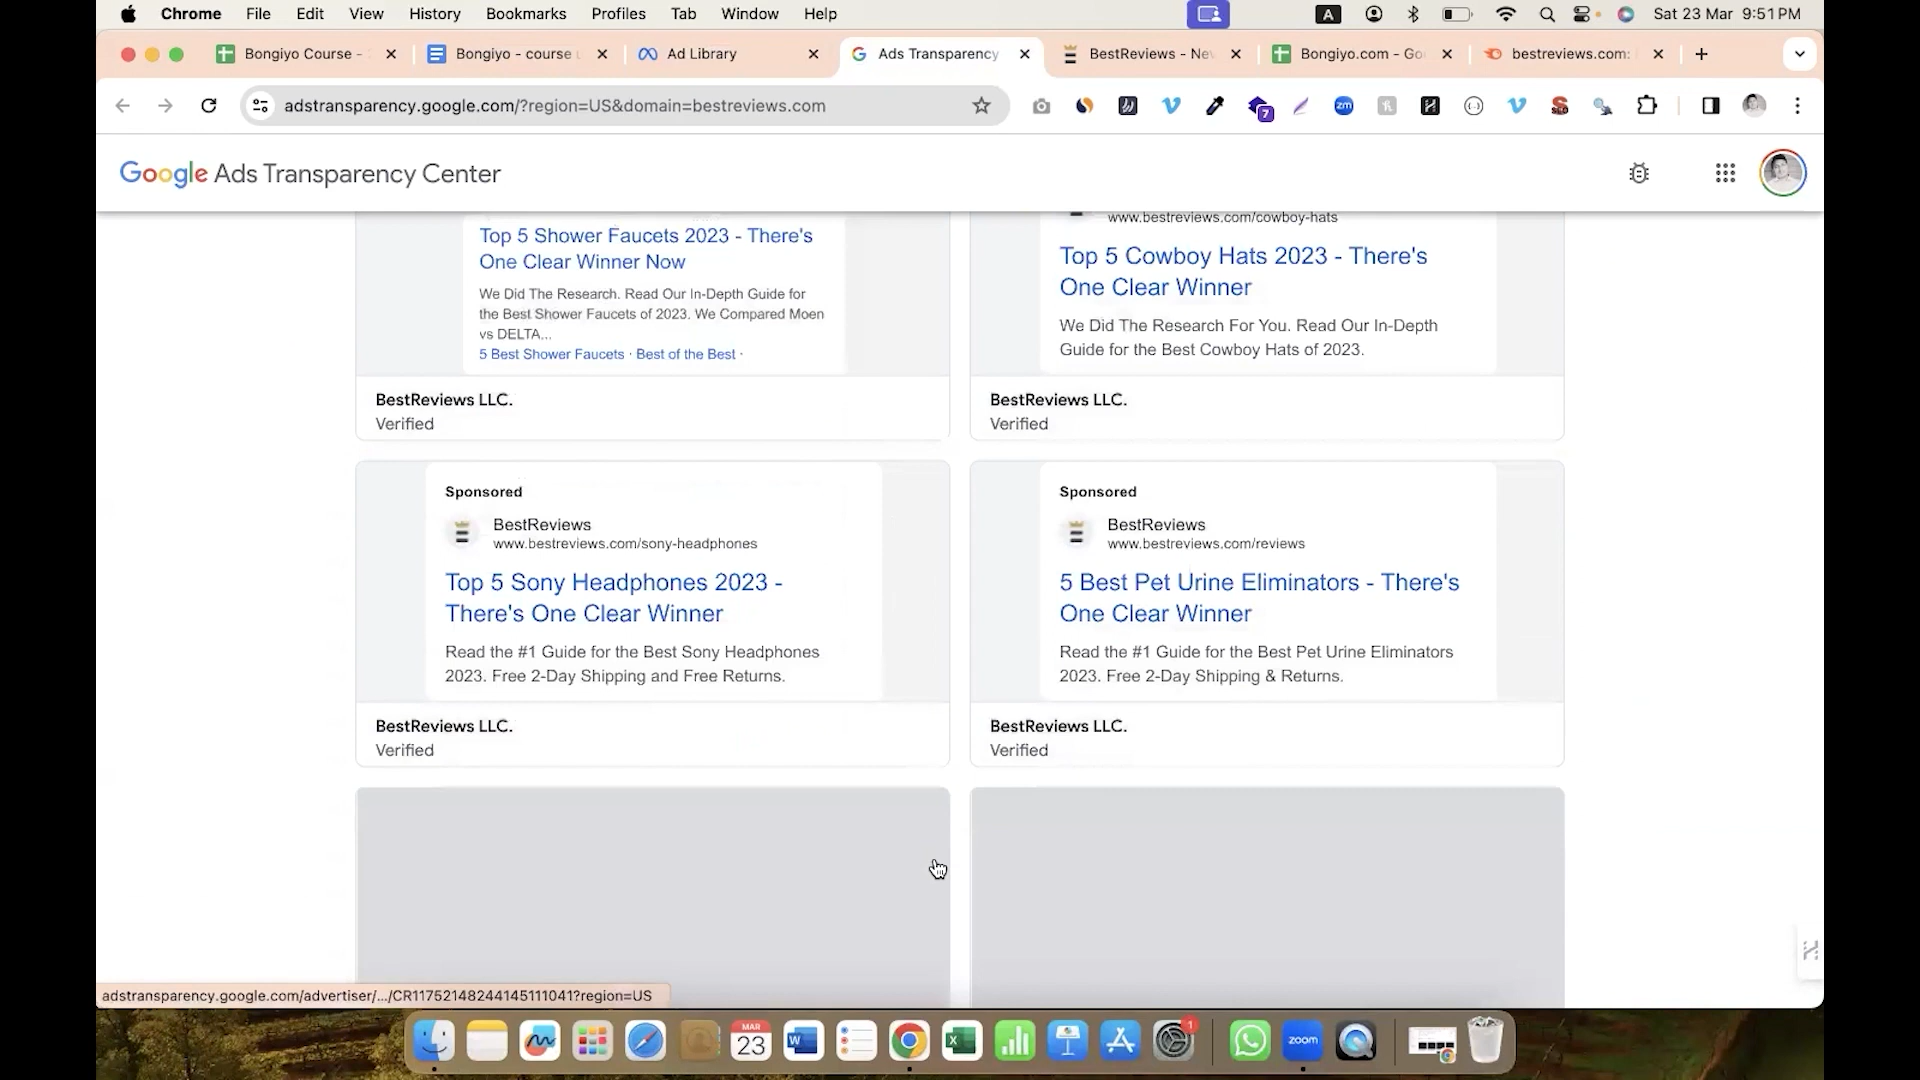 Chrome File Edit View History Bookmarks Profiles Tab Window Help
A Sat 23 Mar 9:51 PM
Bongiyo Course - Bongiyo - course Ad Library Ads Transparency BestReviews - Nev Bongiyo.com - Go bestreviews.com:
adstransparency.google.com/?region=US&domain=bestreviews.com
7
zm
Google Ads Transparency Center
Top 5 Shower Faucets 2023 - There's
One Clear Winner Now
We Did The Research. Read Our In-Depth Guide for
the Best Shower Faucets of 2023. We Compared Moen
vs DELTA...
5 Best Shower Faucets · Best of the Best ·
BestReviews LLC.
Verified
www.bestreviews.com/cowboy-hats
Top 5 Cowboy Hats 2023 - There's
One Clear Winner
We Did The Research For You. Read Our In-Depth
Guide for the Best Cowboy Hats of 2023.
BestReviews LLC.
Verified
Sponsored
BestReviews
www.bestreviews.com/sony-headphones
Top 5 Sony Headphones 2023 -
There's One Clear Winner
Read the #1 Guide for the Best Sony Headphones
2023. Free 2-Day Shipping and Free Returns.
BestReviews LLC.
Verified
Sponsored
BestReviews
www.bestreviews.com/reviews
5 Best Pet Urine Eliminators - There's
One Clear Winner
Read the #1 Guide for the Best Pet Urine Eliminators
2023. Free 2-Day Shipping & Returns.
BestReviews LLC.
Verified
adstransparency.google.com/advertiser/.../CR11752148244145111041?region=US
MAR
23
W
X
1
zoom